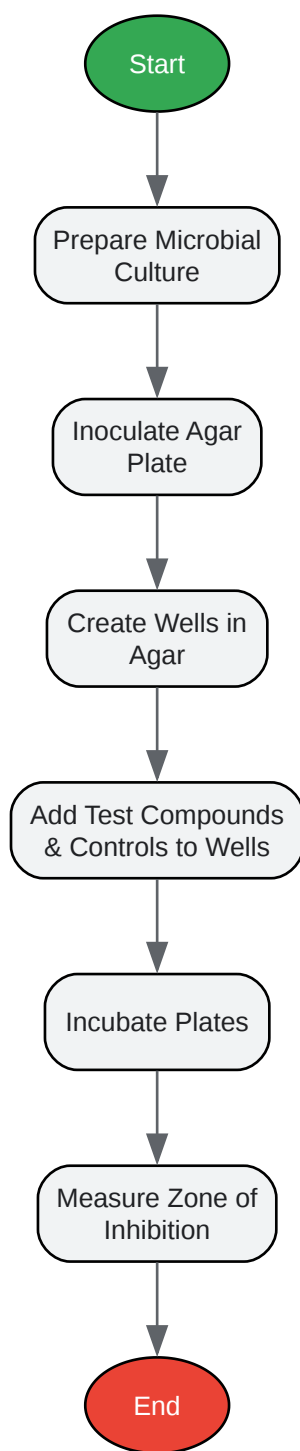 Start
Prepare Microbial
Culture
Inoculate Agar
Plate
Create Wells in
Agar
Add Test Compounds
& Controls to Wells
Incubate Plates
Measure Zone of
Inhibition
End